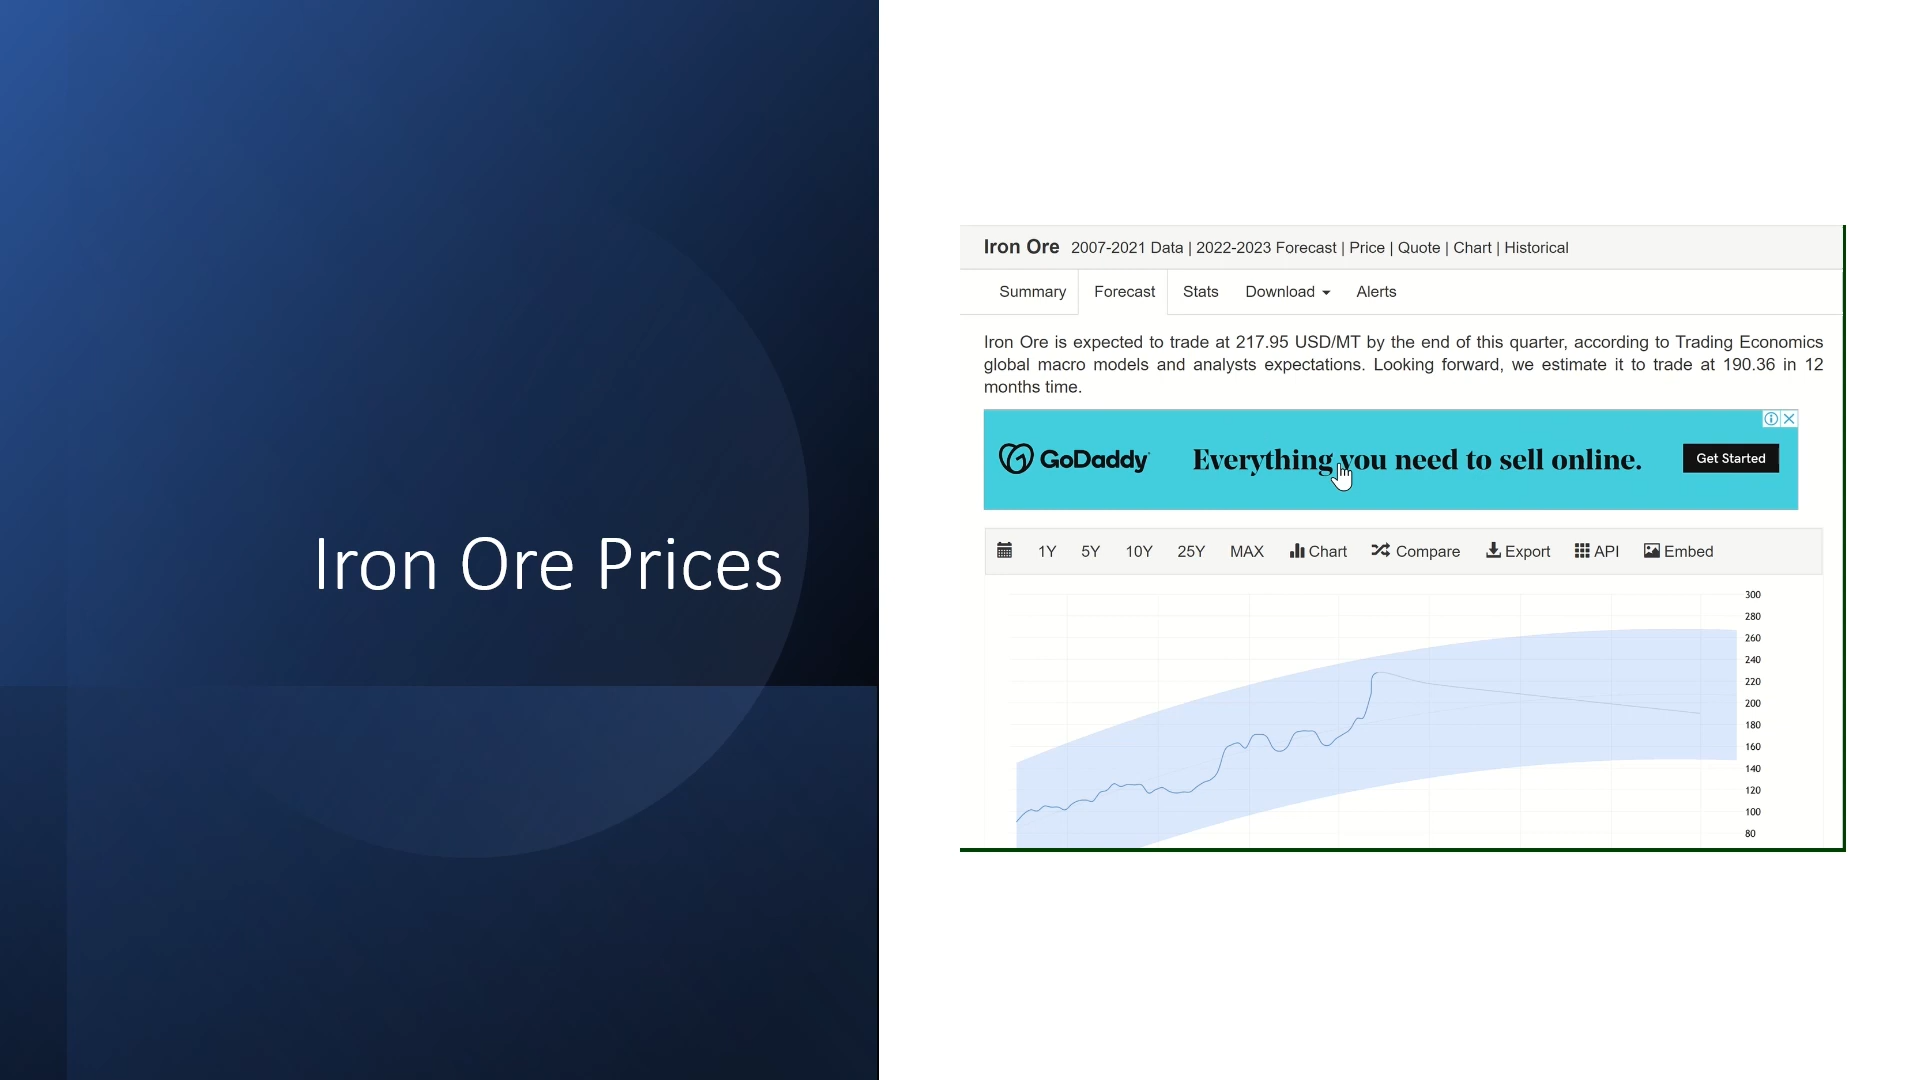 Iron Ore Prices
Iron Ore 2007-2021 Data | 2022-2023 Forecast | Price | Quote | Chart | Historical
Summary Forecast Stats Download Alerts
Iron Ore is expected to trade at 217.95 USD/MT by the end of this quarter, according to Trading Economics
global macro models and analysts expectations. Looking forward, we estimate it to trade at 190.36 in 12
months time.
GoDaddy Everything you need to sell online. Get Started
1Y 5Y 10Y 25Y MAX Chart Compare Export API Embed
300
280
260
240
220
200
180
160
140
120
100
80